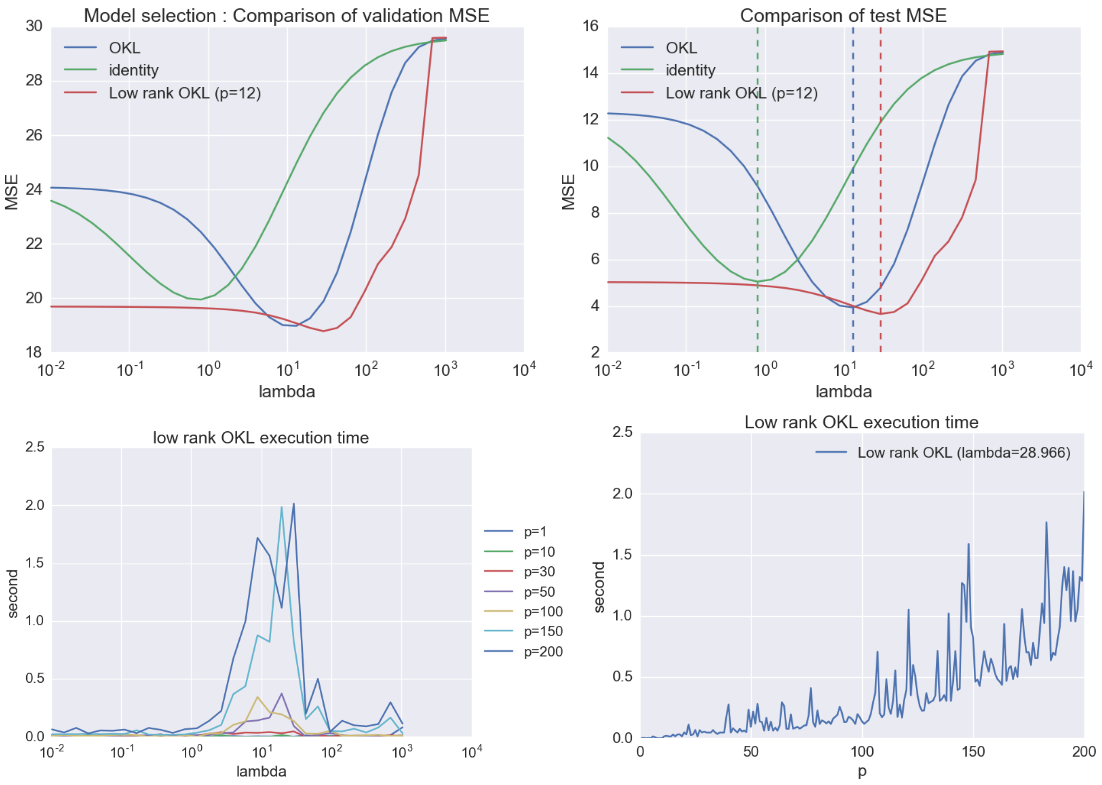 Model selection : Comparison of validation MSE
30
28
26
24
22
20
18
MSE
OKL
identity
Low rank OKL (p=12)
10^-2 10^-1 10^0 10^1 10^2 10^3 10^4
lambda
Comparison of test MSE
16
14
12
10
8
6
4
2
MSE
OKL
identity
Low rank OKL (p=12)
10^-2 10^-1 10^0 10^1 10^2 10^3 10^4
lambda
low rank OKL execution time
2.5
2.0
1.5
1.0
0.5
0.0
second
10^-2 10^-1 10^0 10^1 10^2 10^3 10^4
lambda
p=1
p=10
p=30
p=50
p=100
p=150
p=200
Low rank OKL execution time
2.5
2.0
1.5
1.0
0.5
0.0
second
Low rank OKL (lambda=28.966)
0 50 100 150 200
p